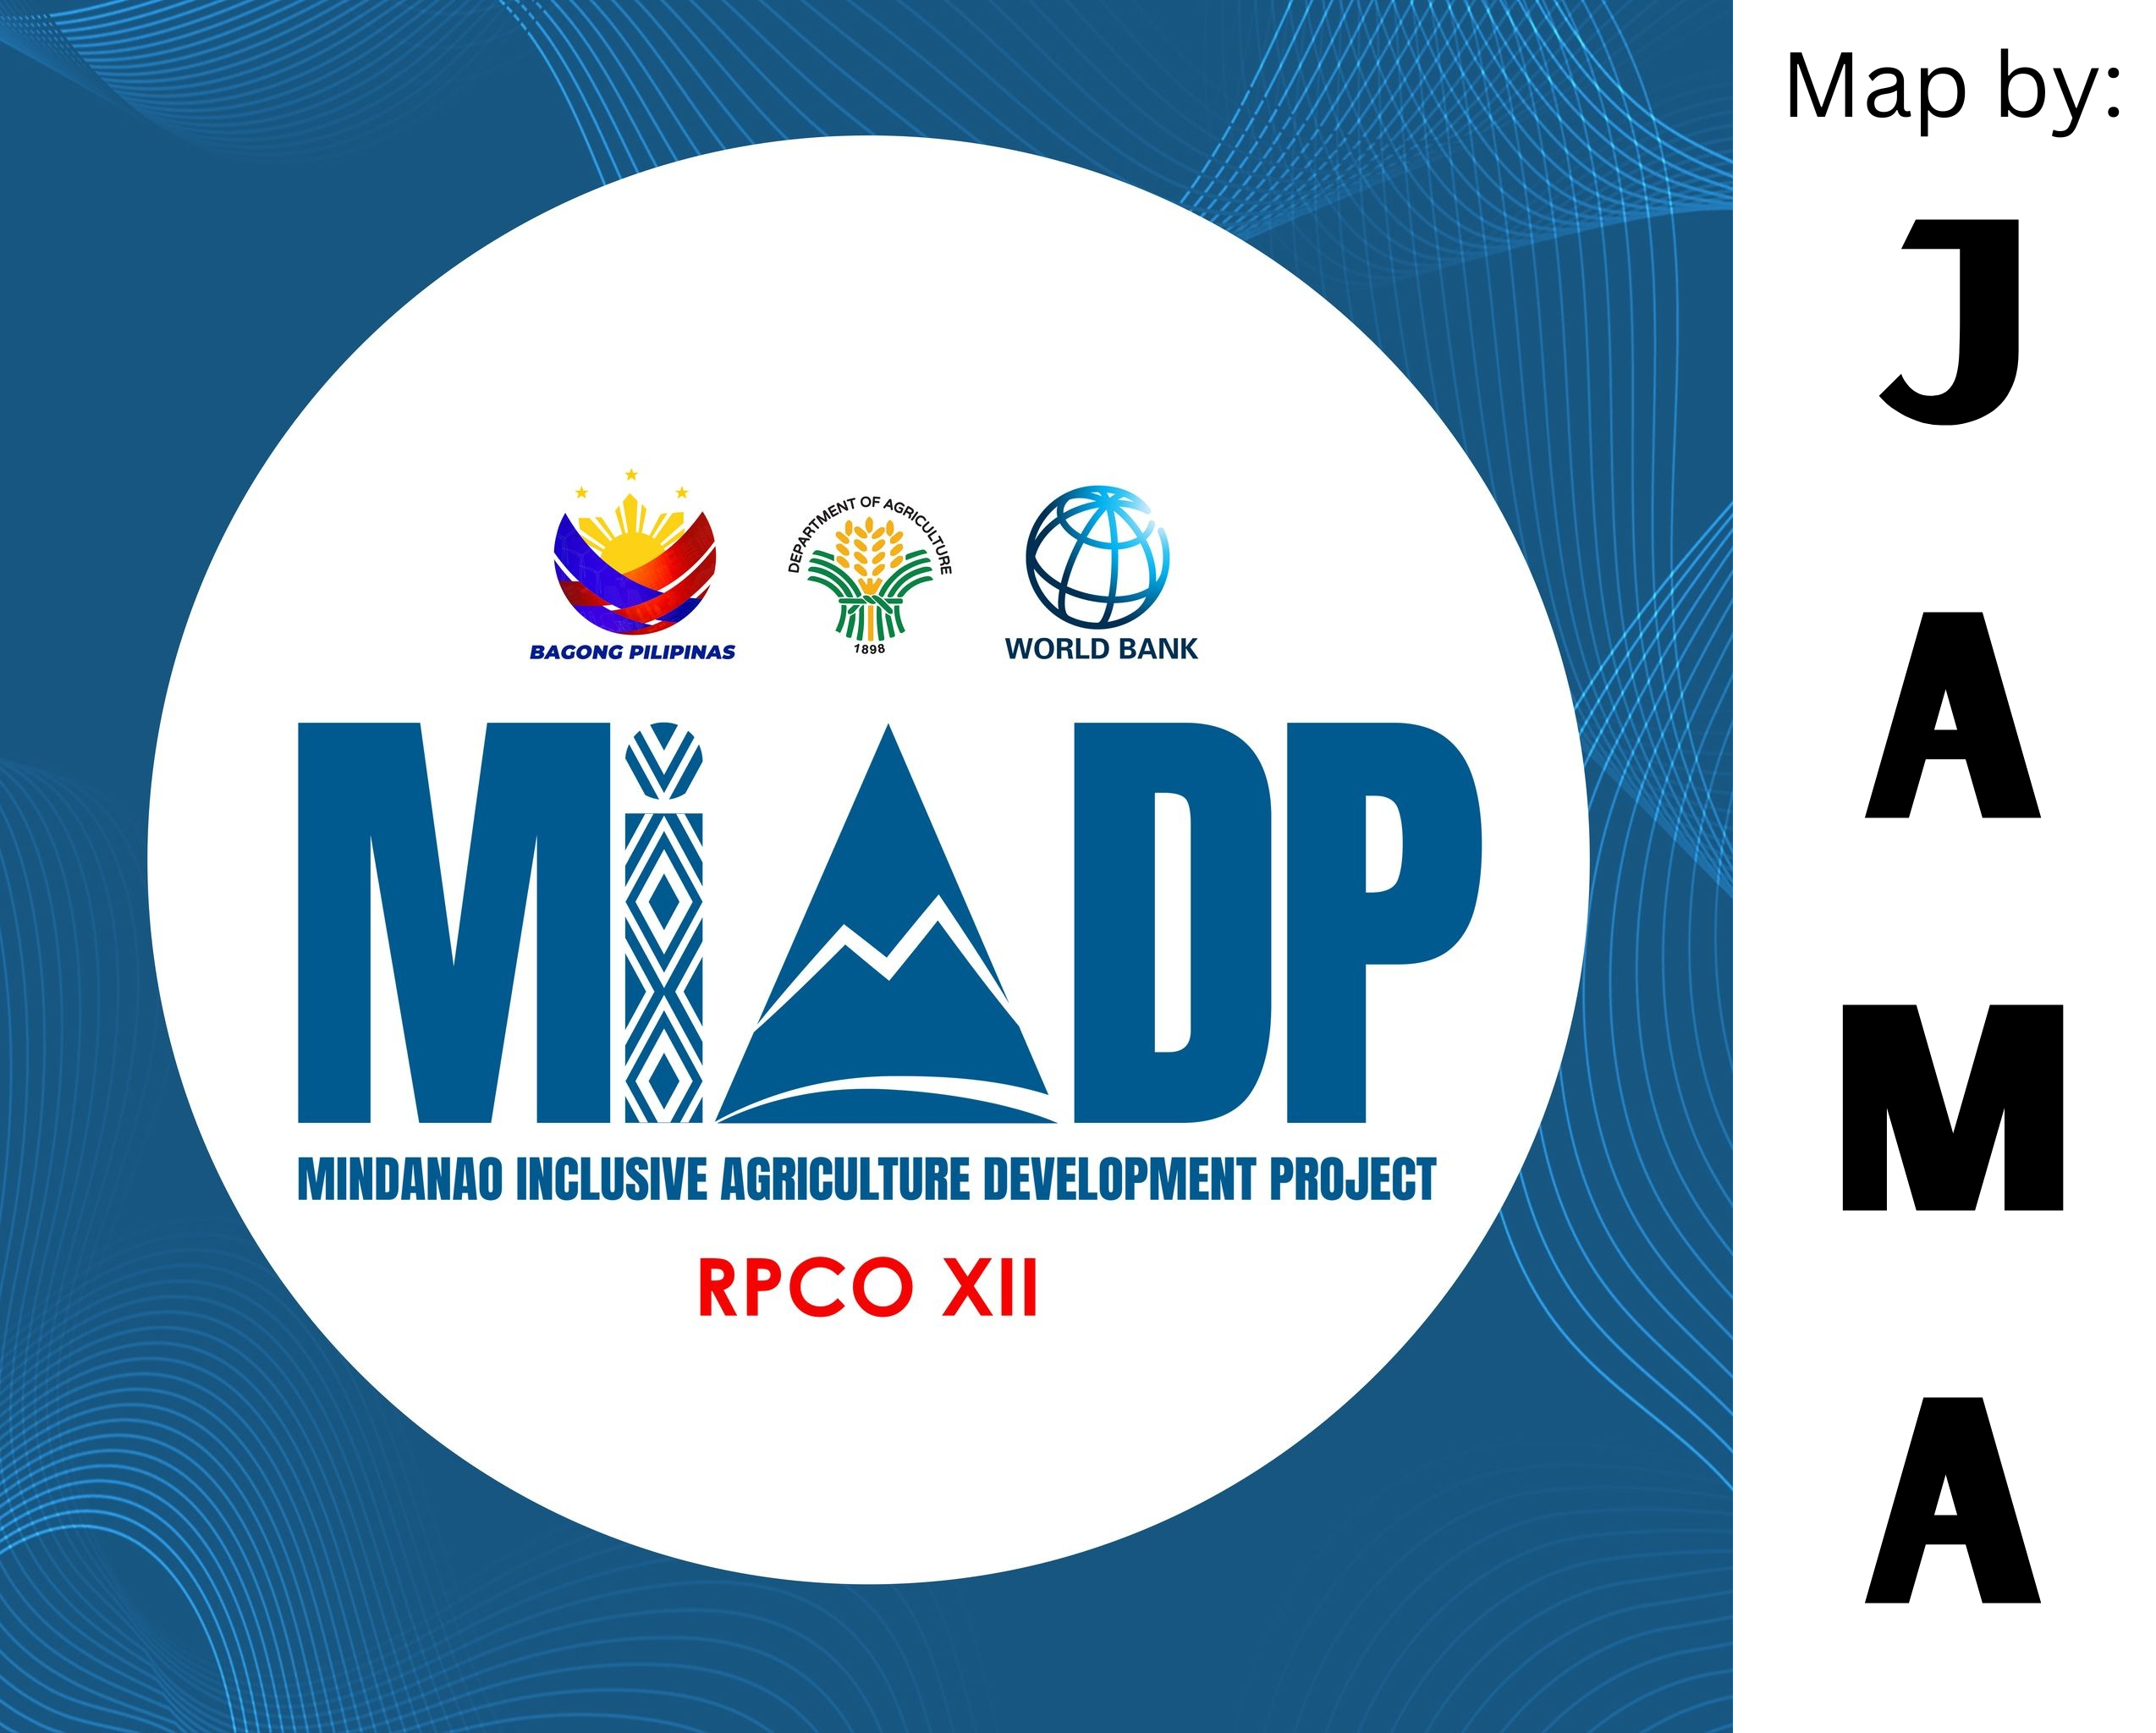 BAGONG PILIPINAS
DEPARTMENT OF AGRICULTURE
1898
WORLD BANK
MiADP
MINDANAO INCLUSIVE AGRICULTURE DEVELOPMENT PROJECT
RPCO XII
Map by:
J
A
M
A